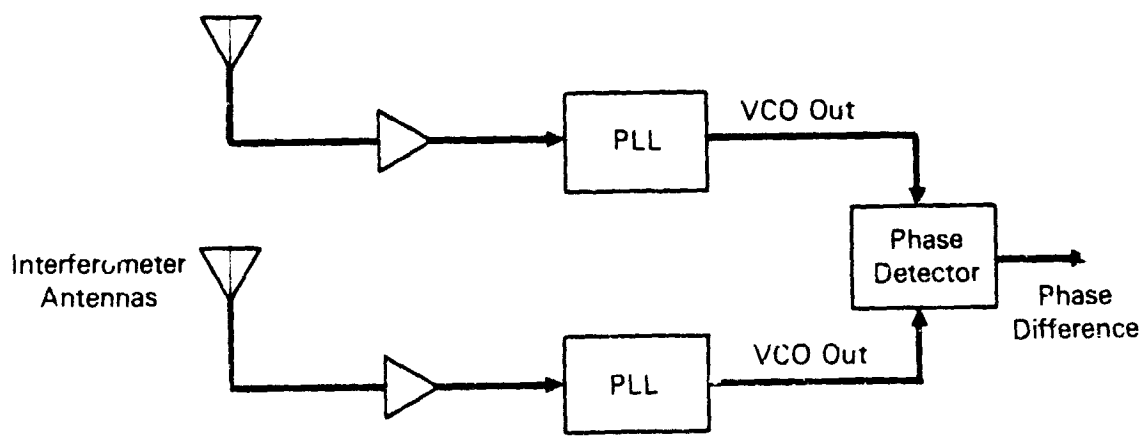 PLL
VCO Out
Interferometer
Antennas
Phase
Detector
Phase
Difference
PLL
VCO Out